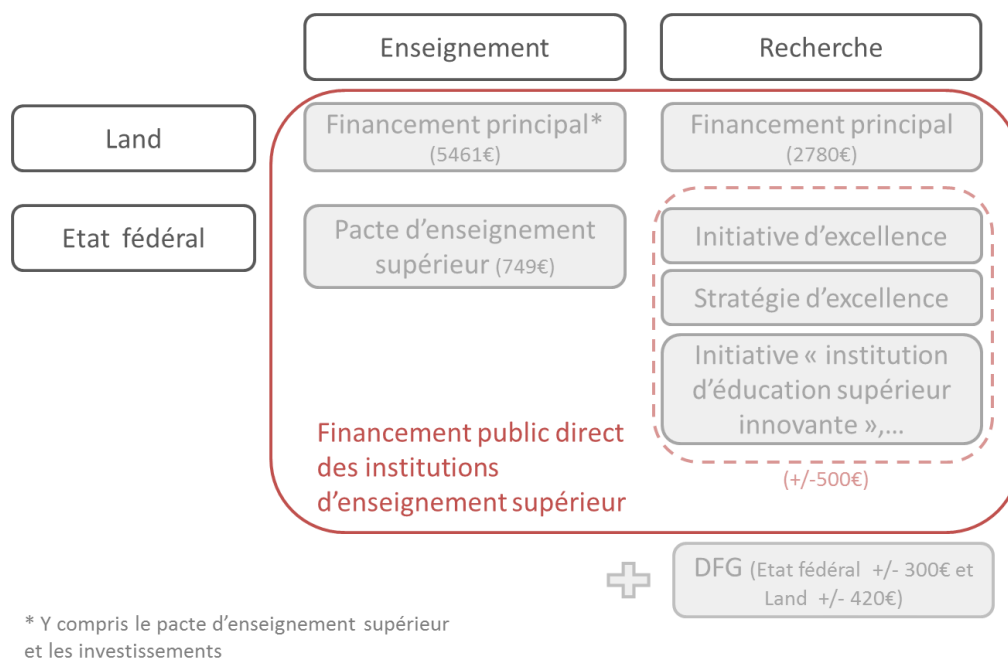 Enseignement
Recherche
Land
Financement principal*
(5461€)
Financement principal
(2780€)
Etat fédéral
Pacte d'enseignement
supérieur (749€)
Initiative d'excellence
Stratégie d'excellence
Initiative « institution
d'éducation supérieur
innovante »,...
(+/-500€)
Financement public direct
des institutions
d'enseignement supérieur
DFG (Etat fédéral +/- 300€ et
Land +/- 420€)
* Y compris le pacte d'enseignement supérieur
et les investissements